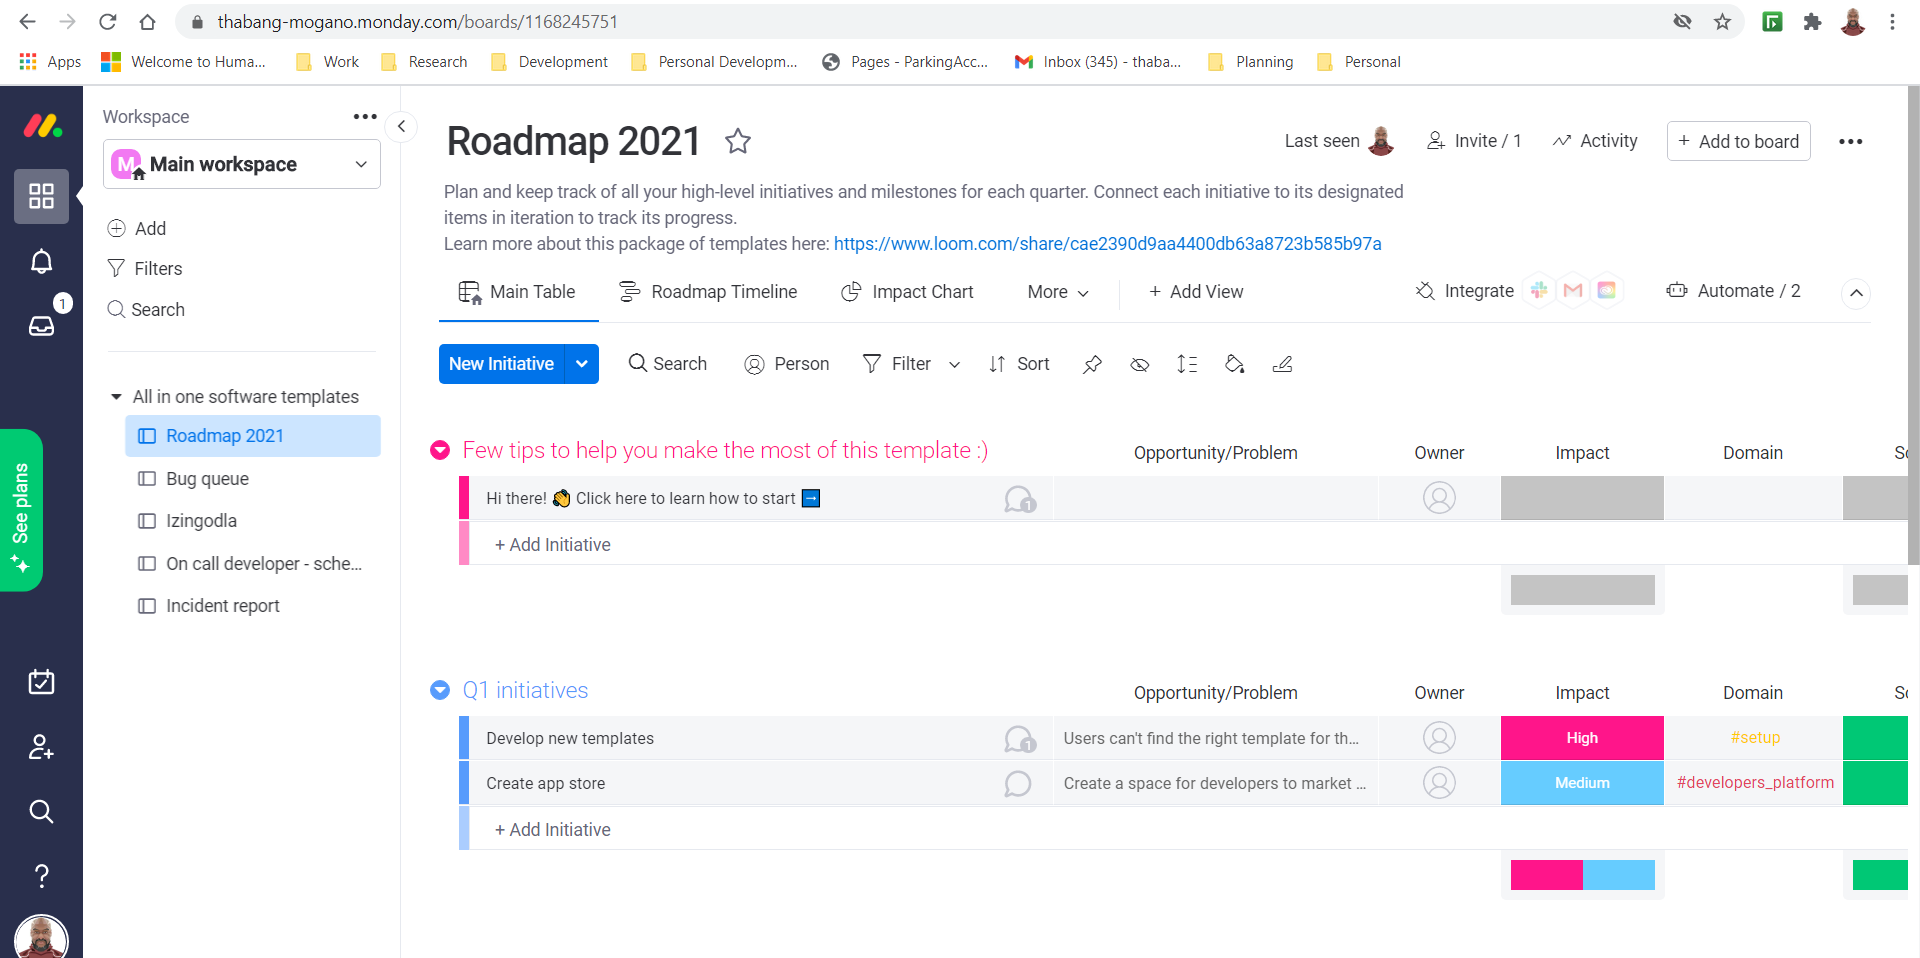 thabang-mogano.monday.com/boards/1168245751
Apps Welcome to Huma... Work Research Development Personal Developm... Pages - ParkingAcc... Inbox (345) - thaba... Planning Personal
Workspace
M Main workspace
Add
Filters
Search
1
All in one software templates
Roadmap 2021
Bug queue
Izingodla
On call developer - sche...
Incident report
See plans
Roadmap 2021
Last seen Invite / 1 Activity + Add to board
Plan and keep track of all your high-level initiatives and milestones for each quarter. Connect each initiative to its designated
items in iteration to track its progress.
Learn more about this package of templates here: https://www.loom.com/share/cae2390d9aa4400db63a8723b585b97a
Main Table Roadmap Timeline Impact Chart More + Add View Integrate Automate / 2
New Initiative Search Person Filter Sort
Few tips to help you make the most of this template :) Opportunity/Problem Owner Impact Domain
Hi there! 👏 Click here to learn how to start ➡ 1
+ Add Initiative
Q1 initiatives Opportunity/Problem Owner Impact Domain
Develop new templates 1 Users can't find the right template for th... High #setup
Create app store Create a space for developers to market ... Medium #developers_platform
+ Add Initiative